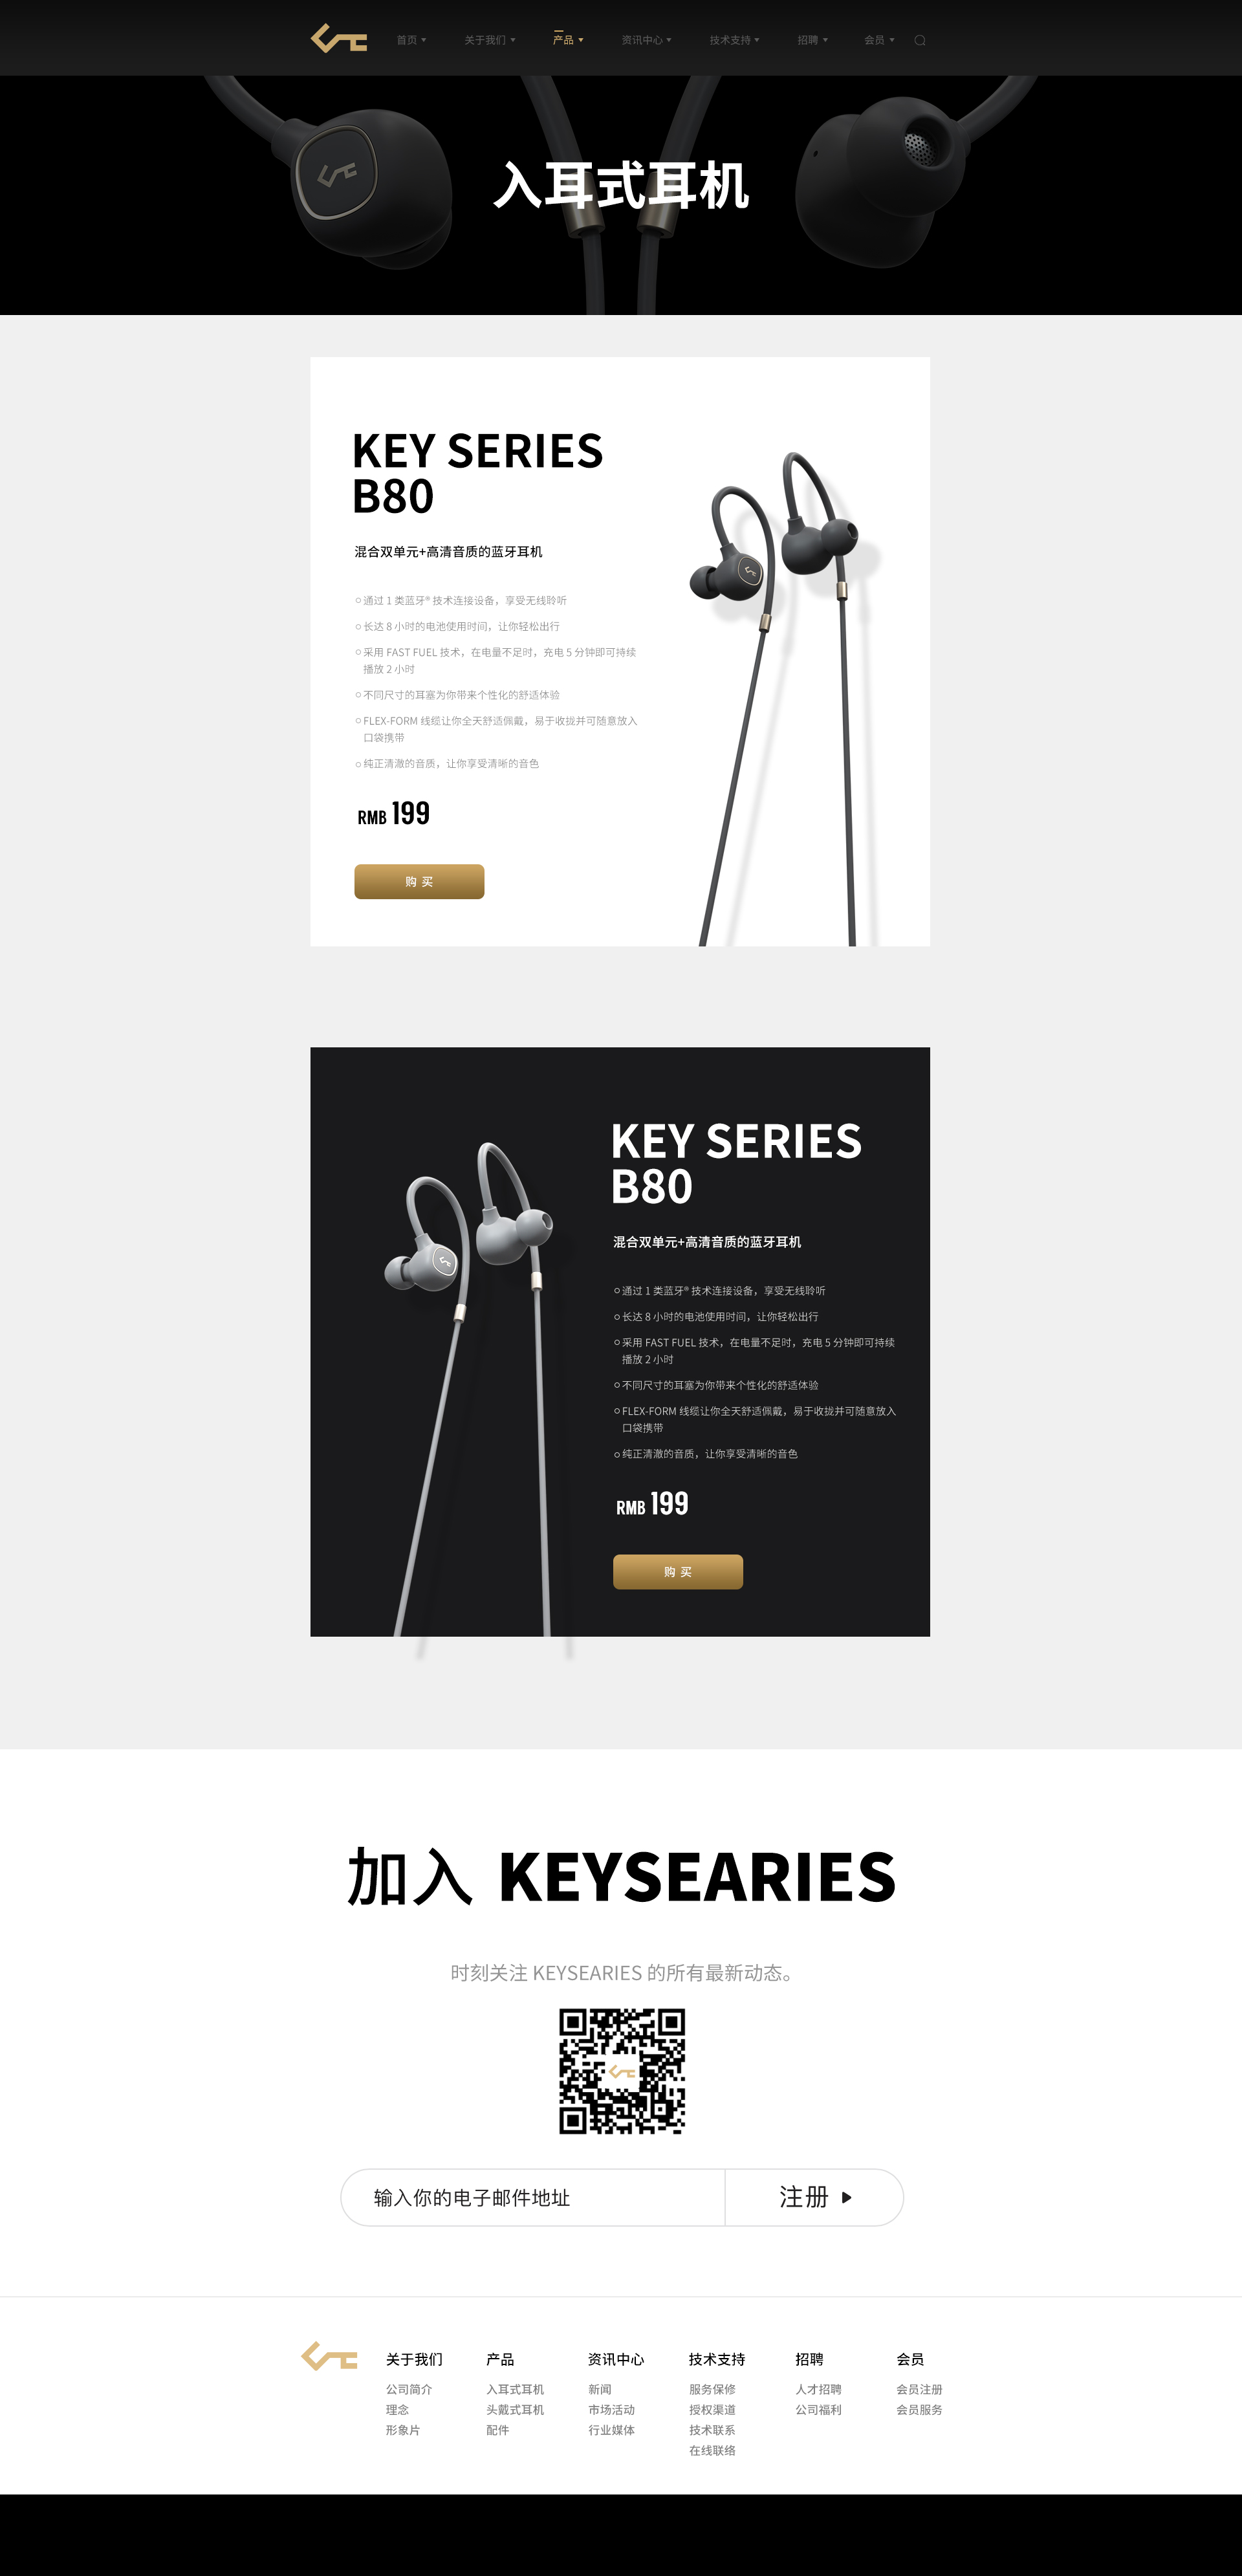 首页 关于我们 产品 资讯中心 技术支持 招聘 会员
入耳式耳机
KEY SERIES
B80
混合双单元+高清音质的蓝牙耳机
通过 1 类蓝牙® 技术连接设备，享受无线聆听
长达 8 小时的电池使用时间，让你轻松出行
采用 FAST FUEL 技术，在电量不足时，充电 5 分钟即可持续
播放 2 小时
不同尺寸的耳塞为你带来个性化的舒适体验
FLEX-FORM 线缆让你全天舒适佩戴，易于收拢并可随意放入
口袋携带
纯正清澈的音质，让你享受清晰的音色
RMB 199
购 买
KEY SERIES
B80
混合双单元+高清音质的蓝牙耳机
通过 1 类蓝牙® 技术连接设备，享受无线聆听
长达 8 小时的电池使用时间，让你轻松出行
采用 FAST FUEL 技术，在电量不足时，充电 5 分钟即可持续
播放 2 小时
不同尺寸的耳塞为你带来个性化的舒适体验
FLEX-FORM 线缆让你全天舒适佩戴，易于收拢并可随意放入
口袋携带
纯正清澈的音质，让你享受清晰的音色
RMB 199
购 买
加入 KEYSEARIES
时刻关注 KEYSEARIES 的所有最新动态。
输入你的电子邮件地址 注册
关于我们 产品 资讯中心 技术支持 招聘 会员
公司简介 入耳式耳机 新闻 服务保修 人才招聘 会员注册
理念 头戴式耳机 市场活动 授权渠道 公司福利 会员服务
形象片 配件 行业媒体 技术联系
在线联络